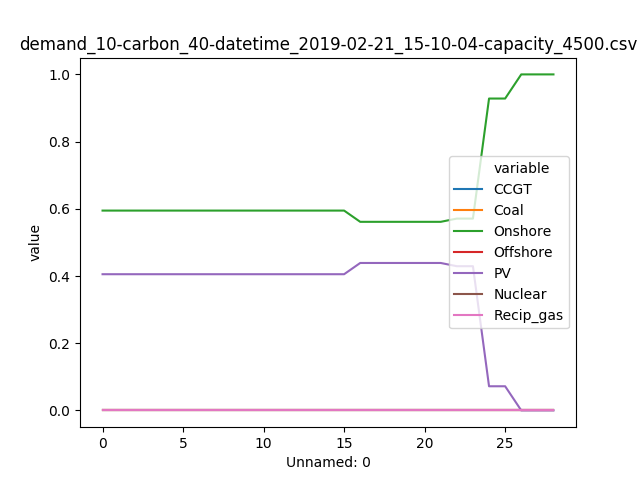 demand_10-carbon_40-datetime_2019-02-21_15-10-04-capacity_4500.csv
1.0
0.8
0.6
0.4
0.2
0.0
value
variable
CCGT
Coal
Onshore
Offshore
PV
Nuclear
Recip_gas
0 5 10 15 20 25
Unnamed: 0